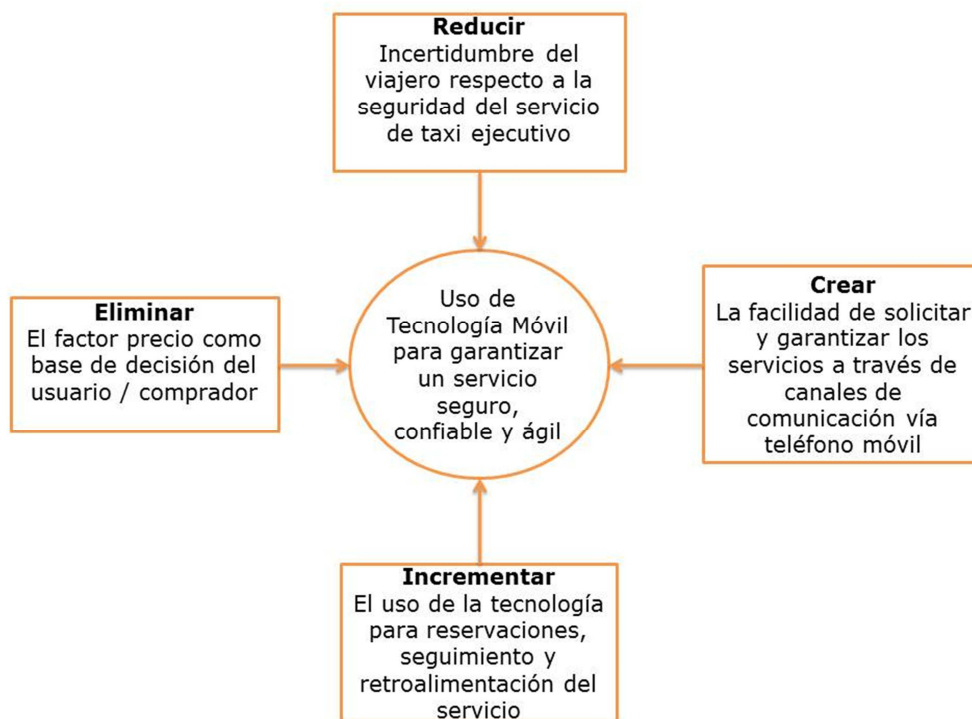 Reducir
Incertidumbre del
viajero respecto a la
seguridad del servicio
de taxi ejecutivo
Eliminar
El factor precio como
base de decisión del
usuario / comprador
Uso de
Tecnología Móvil
para garantizar
un servicio
seguro,
confiable y ágil
Crear
La facilidad de solicitar
y garantizar los
servicios a través de
canales de
comunicación vía
teléfono móvil
Incrementar
El uso de la tecnología
para reservaciones,
seguimiento y
retroalimentación del
servicio